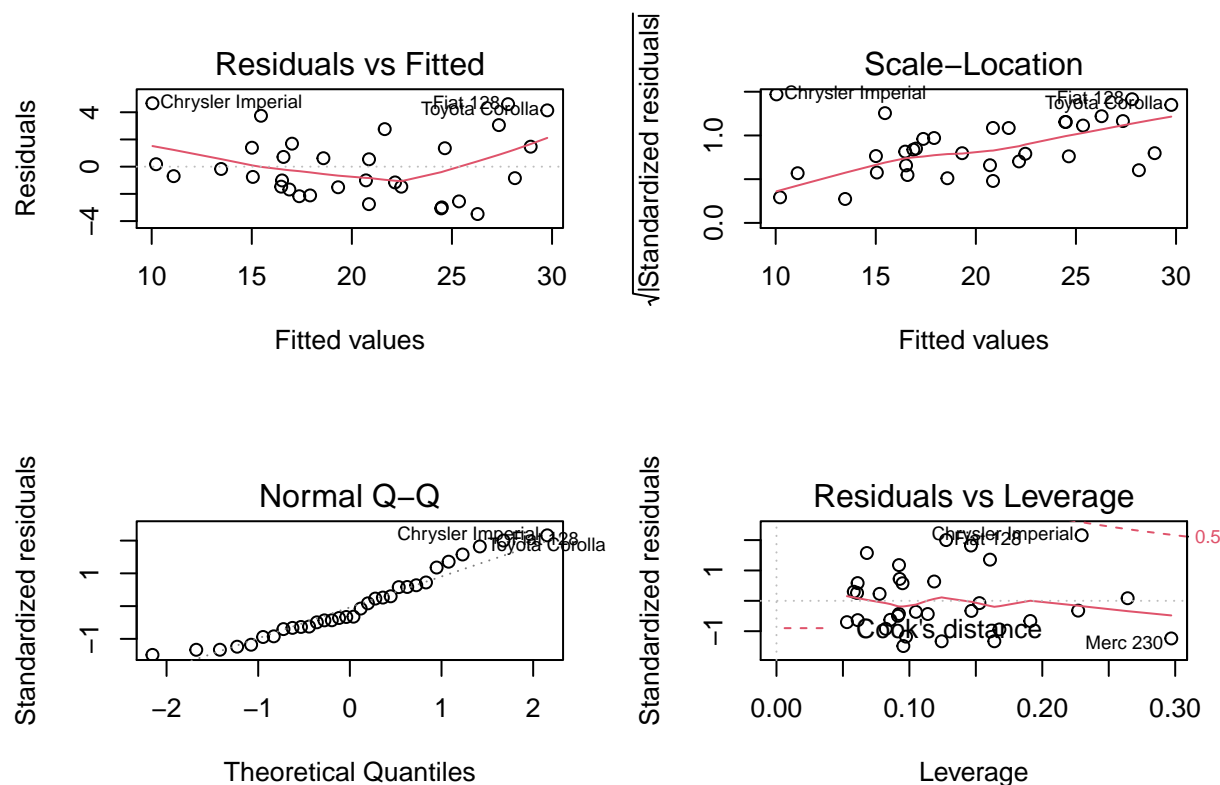 Residuals vs Fitted
Residuals
4
0
−4
Chrysler Imperial
Fiat 128
Toyota Corolla
10 15 20 25 30
Fitted values
Scale−Location
√|Standardized residuals|
1.0
0.0
Chrysler Imperial
Fiat 128
Toyota Corolla
10 15 20 25 30
Fitted values
Normal Q−Q
Standardized residuals
1
−1
Chrysler Imperial
Fiat 128
Toyota Corolla
−2 −1 0 1 2
Theoretical Quantiles
Residuals vs Leverage
Standardized residuals
1
−1
Chrysler Imperial
Fiat 128
0.5
Cook's distance
Merc 230
0.00 0.10 0.20 0.30
Leverage